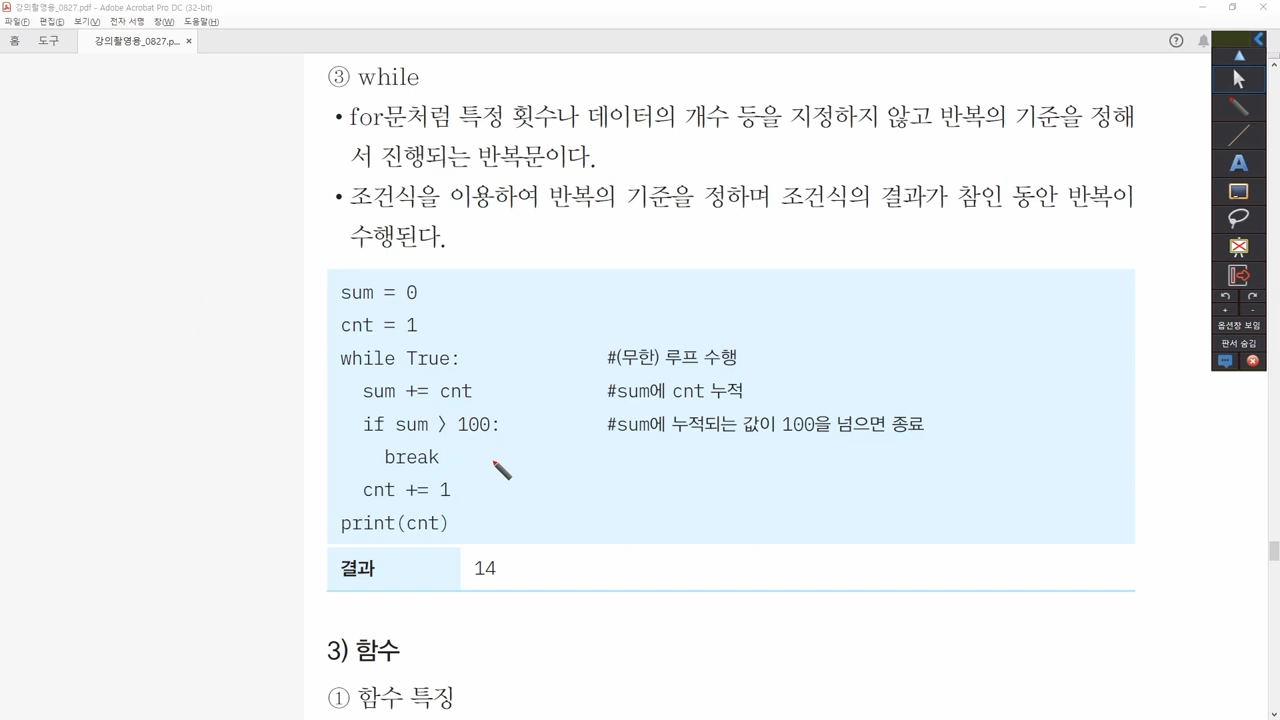 강의촬영용_0827.pdf - Adobe Acrobat Pro DC (32-bit)
파일(F) 편집(E) 보기(V) 전자 서명 창(W) 도움말(H)
홈 도구 강의촬영용_0827.p... ×
③ while
• for문처럼 특정 횟수나 데이터의 개수 등을 지정하지 않고 반복의 기준을 정해
서 진행되는 반복문이다.
• 조건식을 이용하여 반복의 기준을 정하며 조건식의 결과가 참인 동안 반복이
수행된다.
sum = 0
cnt = 1
while True: #(무한) 루프 수행
sum += cnt #sum에 cnt 누적
if sum > 100: #sum에 누적되는 값이 100을 넘으면 종료
break
cnt += 1
print(cnt)
결과 14
3) 함수
① 함수 특징
A
+ -
옵션창 보임
판서 숨김